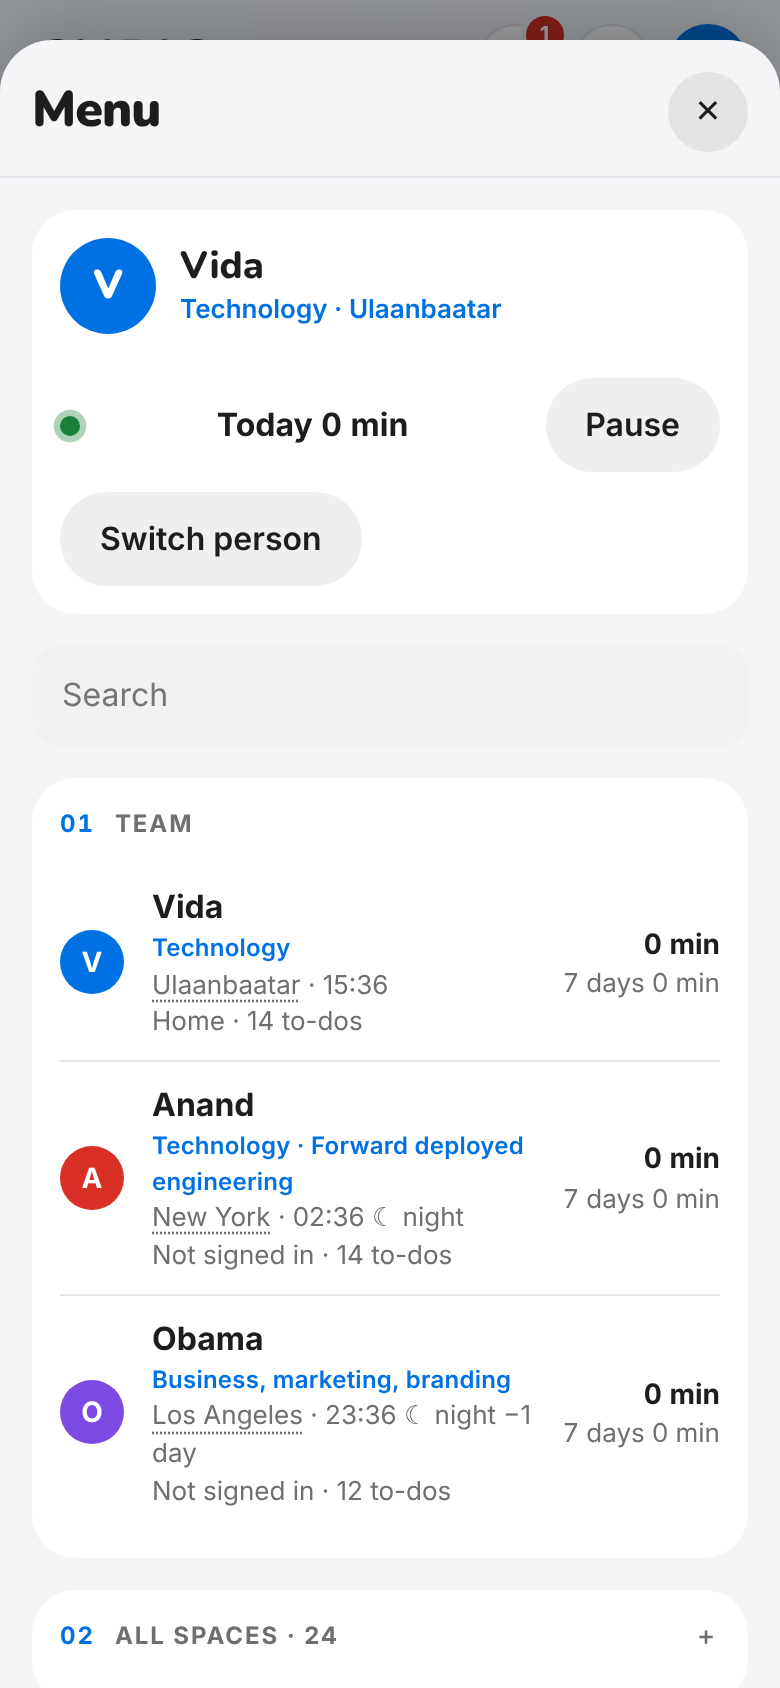 1
Menu
×
V
Vida
Technology · Ulaanbaatar
Today 0 min
Pause
Switch person
Search
01 TEAM
V
Vida
Technology
Ulaanbaatar · 15:36
Home · 14 to-dos
0 min
7 days 0 min
A
Anand
Technology · Forward deployed
engineering
New York · 02:36 ☾ night
Not signed in · 14 to-dos
0 min
7 days 0 min
O
Obama
Business, marketing, branding
Los Angeles · 23:36 ☾ night −1
day
Not signed in · 12 to-dos
0 min
7 days 0 min
02 ALL SPACES · 24
+